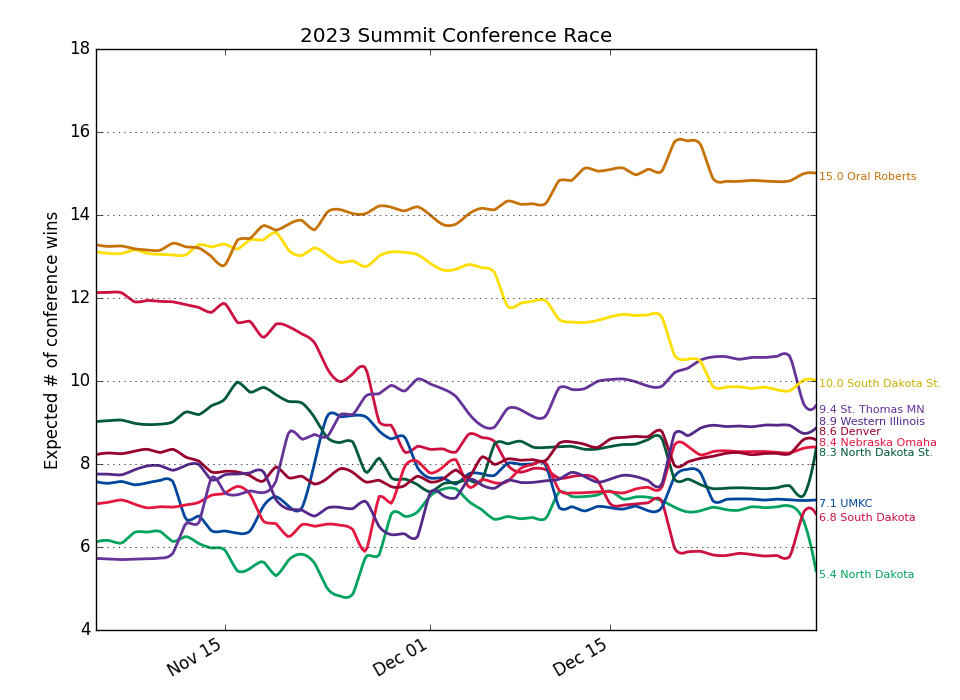 2023 Summit Conference Race
Expected # of conference wins
18
16
14
12
10
8
6
4
Nov 15
Dec 01
Dec 15
15.0 Oral Roberts
10.0 South Dakota St.
9.4 St. Thomas MN
8.9 Western Illinois
8.6 Denver
8.4 Nebraska Omaha
8.3 North Dakota St.
7.1 UMKC
6.8 South Dakota
5.4 North Dakota